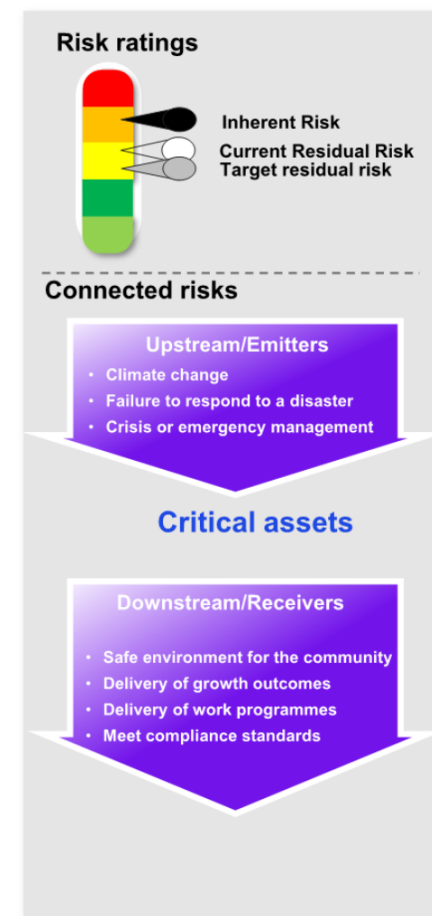 Risk ratings
Inherent Risk
Current Residual Risk
Target residual risk
Connected risks
Upstream/Emitters
• Climate change
• Failure to respond to a disaster
• Crisis or emergency management
Critical assets
Downstream/Receivers
• Safe environment for the community
• Delivery of growth outcomes
• Delivery of work programmes
• Meet compliance standards